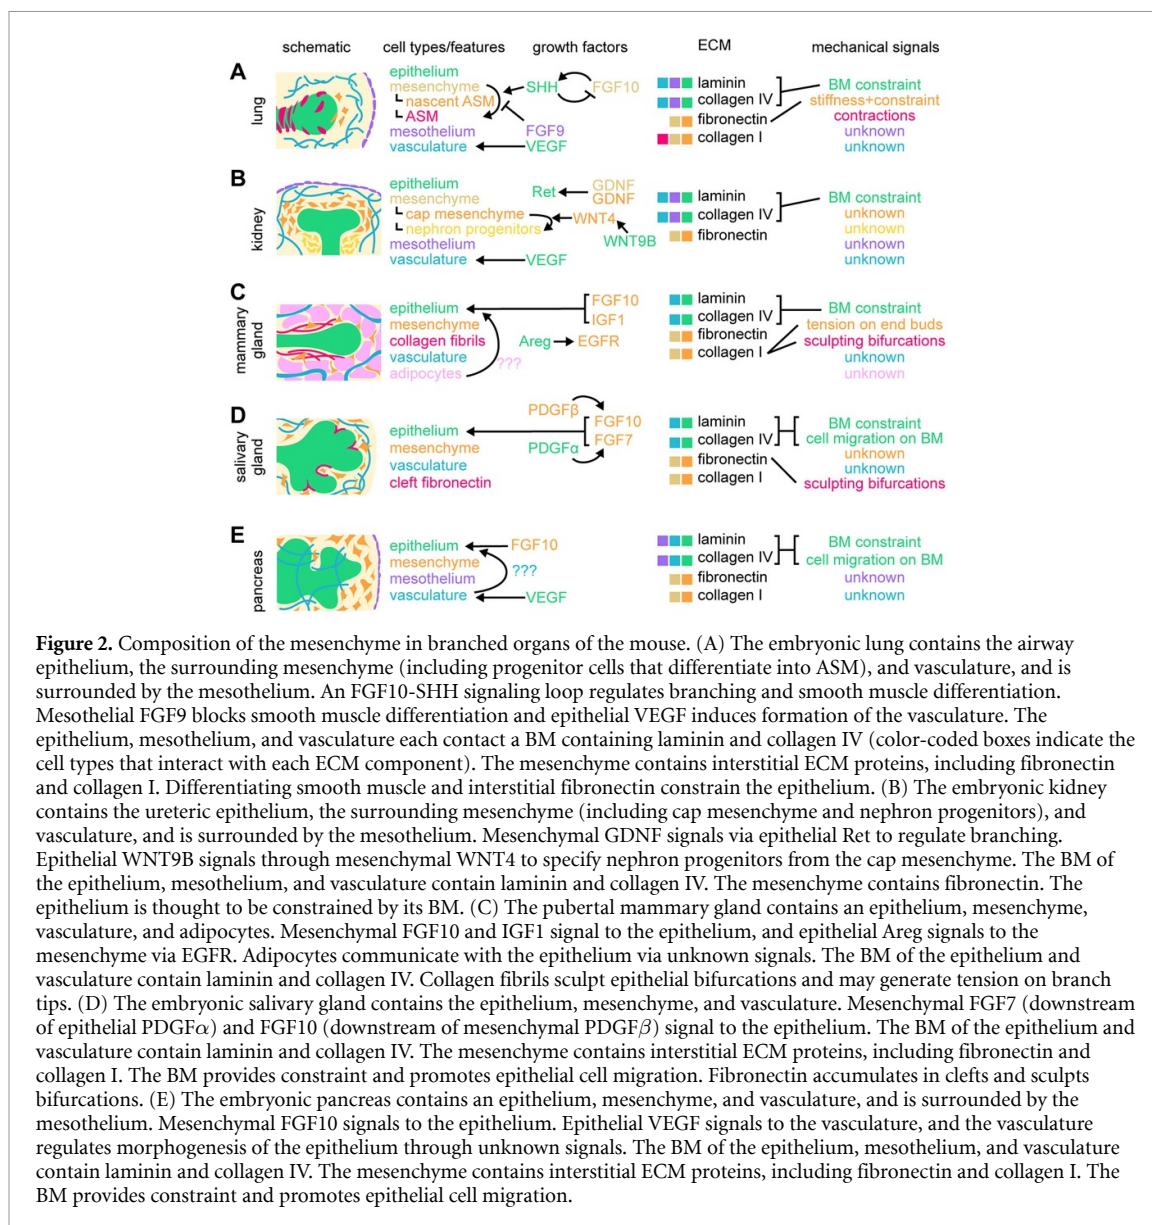 schematic cell types/features growth factors ECM mechanical signals
A
lung
epithelium
mesenchyme
nascent ASM
ASM
mesothelium
vasculature
SHH FGF10
FGF9
VEGF
laminin
collagen IV
fibronectin
collagen I
BM constraint
stiffness+constraint
contractions
unknown
unknown
B
kidney
epithelium
mesenchyme
cap mesenchyme
nephron progenitors
mesothelium
vasculature
Ret GDNF
GDNF
WNT4
WNT9B
VEGF
laminin
collagen IV
fibronectin
BM constraint
unknown
unknown
unknown
unknown
C
mammary
gland
epithelium
mesenchyme
collagen fibrils
vasculature
adipocytes
FGF10
IGF1
Areg EGFR
???
laminin
collagen IV
fibronectin
collagen I
BM constraint
tension on end buds
sculpting bifurcations
unknown
unknown
D
salivary
gland
epithelium
mesenchyme
vasculature
cleft fibronectin
PDGFβ
FGF10
FGF7
PDGFα
laminin
collagen IV
fibronectin
collagen I
BM constraint
cell migration on BM
unknown
unknown
sculpting bifurcations
E
pancreas
epithelium
mesenchyme
mesothelium
vasculature
FGF10
???
VEGF
laminin
collagen IV
fibronectin
collagen I
BM constraint
cell migration on BM
unknown
unknown
Figure 2. Composition of the mesenchyme in branched organs of the mouse. (A) The embryonic lung contains the airway
epithelium, the surrounding mesenchyme (including progenitor cells that differentiate into ASM), and vasculature, and is
surrounded by the mesothelium. An FGF10-SHH signaling loop regulates branching and smooth muscle differentiation.
Mesothelial FGF9 blocks smooth muscle differentiation and epithelial VEGF induces formation of the vasculature. The
epithelium, mesothelium, and vasculature each contact a BM containing laminin and collagen IV (color-coded boxes indicate the
cell types that interact with each ECM component). The mesenchyme contains interstitial ECM proteins, including fibronectin
and collagen I. Differentiating smooth muscle and interstitial fibronectin constrain the epithelium. (B) The embryonic kidney
contains the ureteric epithelium, the surrounding mesenchyme (including cap mesenchyme and nephron progenitors), and
vasculature, and is surrounded by the mesothelium. Mesenchymal GDNF signals via epithelial Ret to regulate branching.
Epithelial WNT9B signals through mesenchymal WNT4 to specify nephron progenitors from the cap mesenchyme. The BM of
the epithelium, mesothelium, and vasculature contain laminin and collagen IV. The mesenchyme contains fibronectin. The
epithelium is thought to be constrained by its BM. (C) The pubertal mammary gland contains an epithelium, mesenchyme,
vasculature, and adipocytes. Mesenchymal FGF10 and IGF1 signal to the epithelium, and epithelial Areg signals to the
mesenchyme via EGFR. Adipocytes communicate with the epithelium via unknown signals. The BM of the epithelium and
vasculature contain laminin and collagen IV. Collagen fibrils sculpt epithelial bifurcations and may generate tension on branch
tips. (D) The embryonic salivary gland contains the epithelium, mesenchyme, and vasculature. Mesenchymal FGF7 (downstream
of epithelial PDGFα) and FGF10 (downstream of mesenchymal PDGFβ) signal to the epithelium. The BM of the epithelium and
vasculature contain laminin and collagen IV. The mesenchyme contains interstitial ECM proteins, including fibronectin and
collagen I. The BM provides constraint and promotes epithelial cell migration. Fibronectin accumulates in clefts and sculpts
bifurcations. (E) The embryonic pancreas contains an epithelium, mesenchyme, and vasculature, and is surrounded by the
mesothelium. Mesenchymal FGF10 signals to the epithelium. Epithelial VEGF signals to the vasculature, and the vasculature
regulates morphogenesis of the epithelium through unknown signals. The BM of the epithelium, mesothelium, and vasculature
contain laminin and collagen IV. The mesenchyme contains interstitial ECM proteins, including fibronectin and collagen I. The
BM provides constraint and promotes epithelial cell migration.